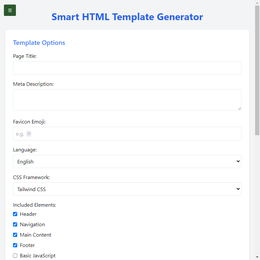 Smart HTML Template Generator
Template Options
Page Title:
Meta Description:
Favicon Emoji:
e.g.
Language:
English
CSS Framework:
Tailwind CSS
Included Elements:
Header
Navigation
Main Content
Footer
Basic JavaScript